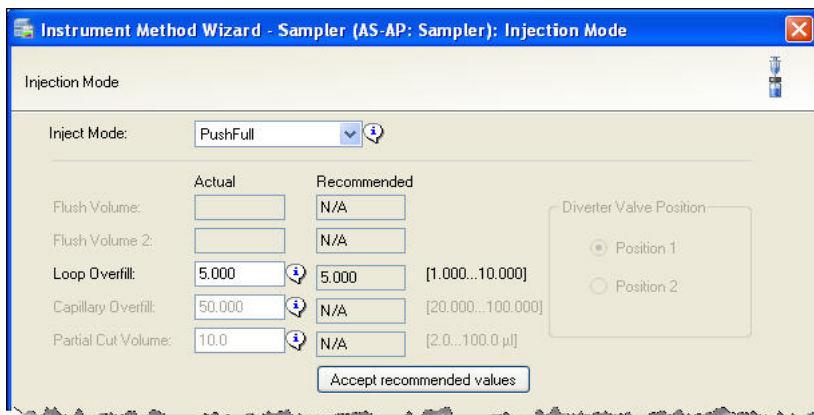 Instrument Method Wizard - Sampler (AS-AP: Sampler): Injection Mode
Injection Mode
Inject Mode: PushFull
Actual Recommended
Flush Volume: N/A
Diverter Valve Position
Flush Volume 2: N/A
Position 1
Loop Overfill: 5.000 5.000 [1.000...10.000]
Position 2
Capillary Overfill: 50.000 N/A [20.000...100.000]
Partial Cut Volume: 10.0 N/A [2.0...100.0 µl]
Accept recommended values